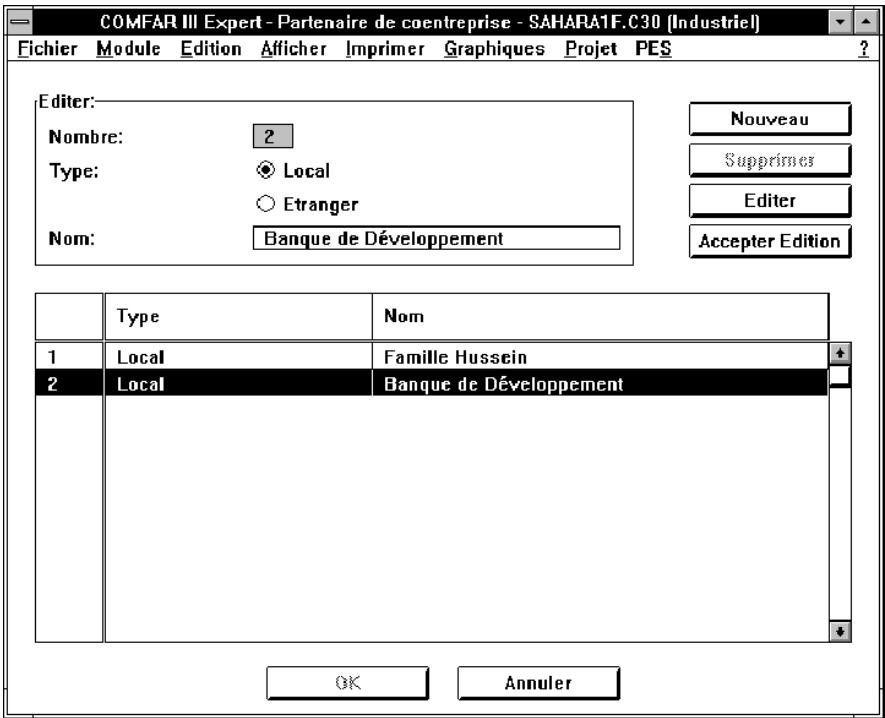 COMFAR III Expert - Partenaire de coentreprise - SAHARA1F.C30 (Industriel)
Fichier Module Edition Afficher Imprimer Graphiques Projet PES ?
Editer:
Nombre: 2
Type: Local
Etranger
Nom: Banque de Développement
Nouveau
Supprimer
Editer
Accepter Edition
Type Nom
1 Local Famille Hussein
2 Local Banque de Développement
OK Annuler